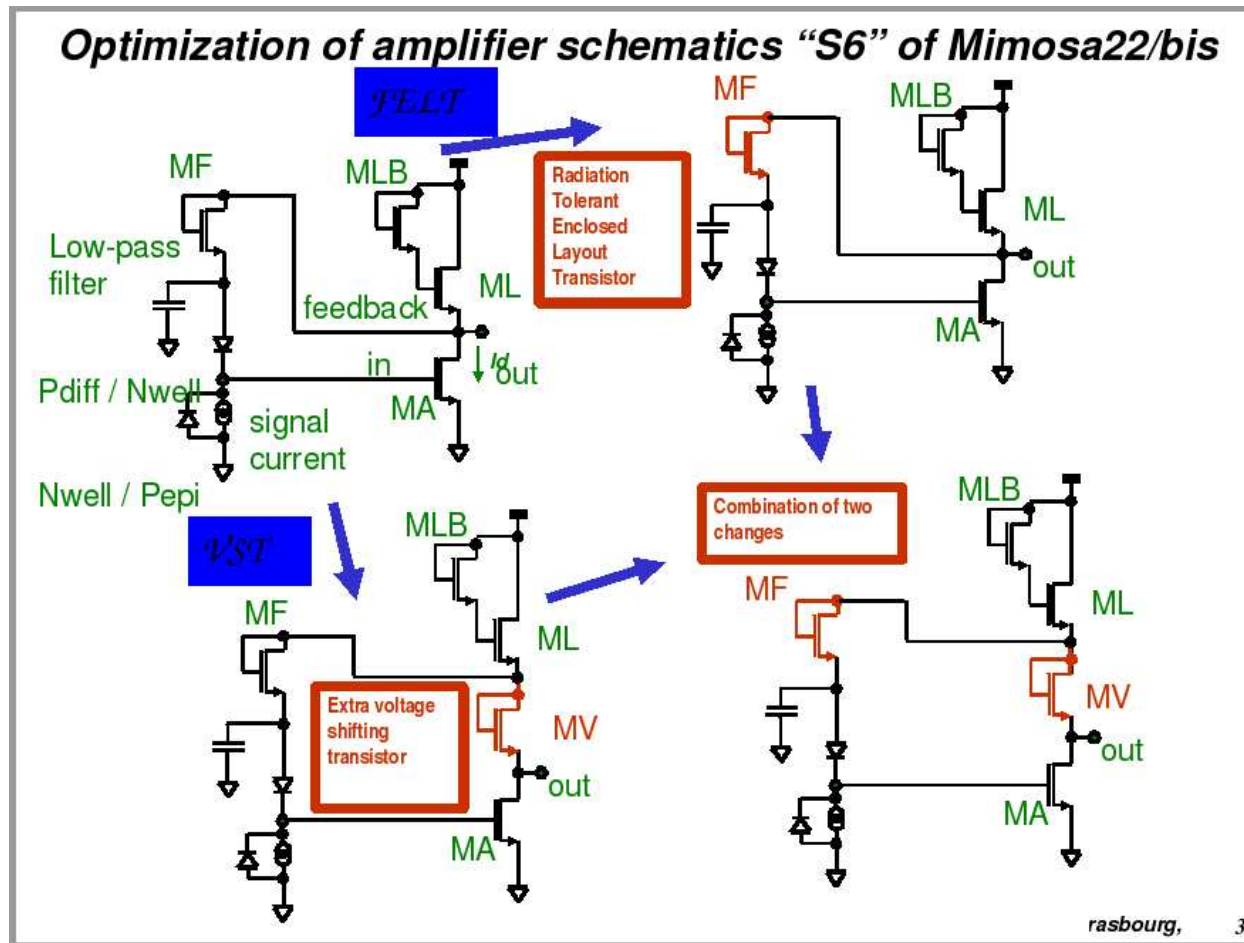 Optimization of amplifier schematics “S6” of Mimosa22/bis
FELT
MF
MLB
Low-pass
filter
feedback
ML
in
Id
out
Pdiff / Nwell
MA
signal
current
Nwell / Pepi
MF
MLB
Radiation
Tolerant
Enclosed
Layout
Transistor
ML
out
MA
VST
MLB
MF
ML
Extra voltage
shifting
transistor
MV
out
MA
Combination of two
changes
MLB
MF
ML
MV
out
MA
rasbourg,
3